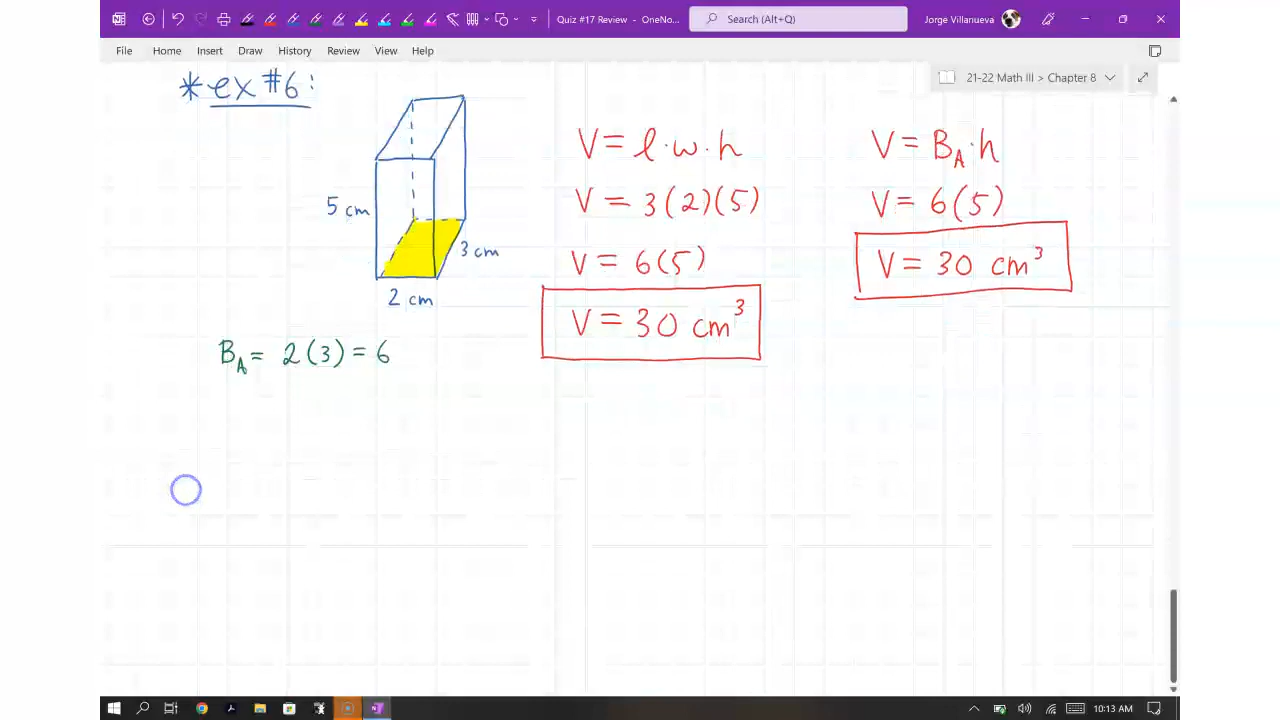 Quiz #17 Review - OneNo...
Search (Alt+Q)
Jorge Villanueva
File Home Insert Draw History Review View Help
21-22 Math III > Chapter 8
*ex #6:
5 cm
3 cm
2 cm
B_A = 2(3) = 6
V = l·w·h
V = 3(2)(5)
V = 6(5)
V = 30 cm³
V = B_A·h
V = 6(5)
V = 30 cm³
10:13 AM